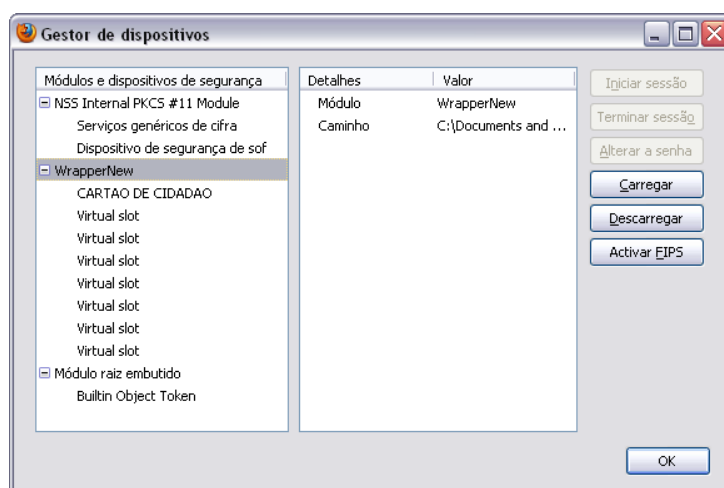 Gestor de dispositivos
Módulos e dispositivos de segurança
NSS Internal PKCS #11 Module
Serviços genéricos de cifra
Dispositivo de segurança de sof
WrapperNew
CARTAO DE CIDADAO
Virtual slot
Virtual slot
Virtual slot
Virtual slot
Virtual slot
Virtual slot
Virtual slot
Módulo raiz embutido
Builtin Object Token
Detalhes Valor
Módulo WrapperNew
Caminho C:\Documents and ...
Iniciar sessão
Terminar sessão
Alterar a senha
Carregar
Descarregar
Activar FIPS
OK